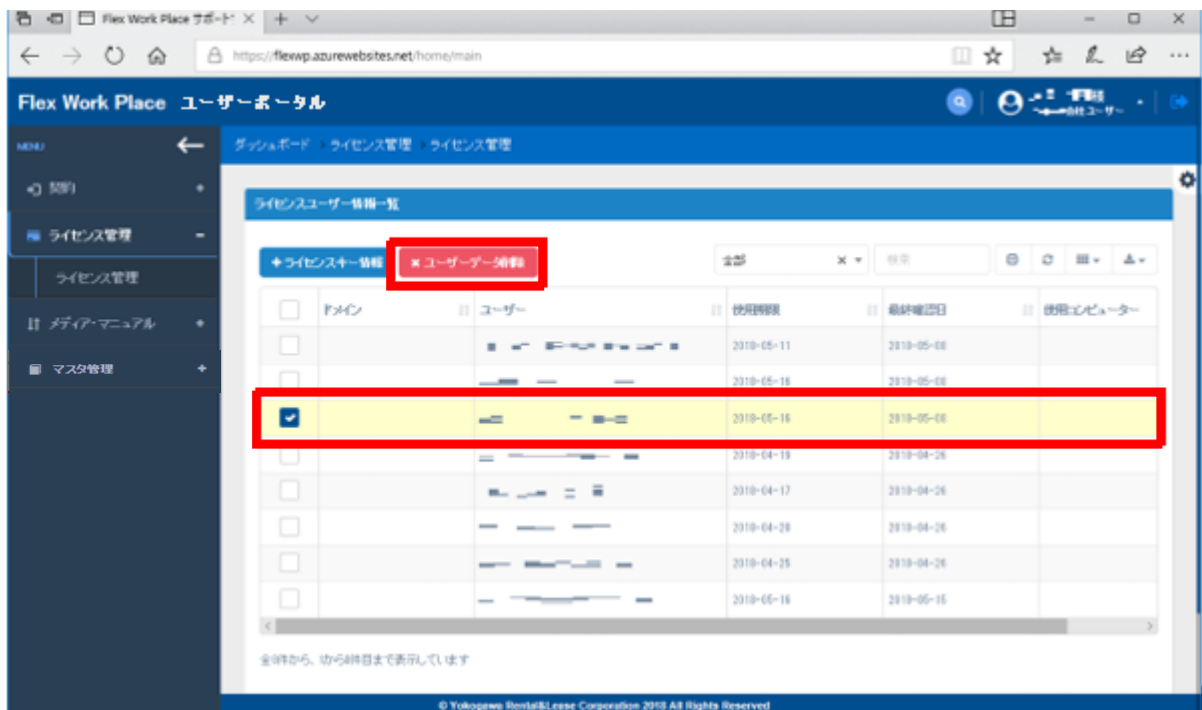 Flex Work Place サポート
https://flexwp.azurewebsites.net/home/main
Flex Work Place ユーザーポータル
会社ユーザー
MENU
ダッシュボード ライセンス管理 ライセンス管理
契約 +
ライセンスユーザー情報一覧
ライセンス管理 -
+ライセンスキー情報 ×ユーザーデータ削除 全部 × 検索
ライセンス管理
ドメイン ユーザー 使用期限 最終確認日 使用コンピューター
メディア・マニュアル +
2018-05-11 2018-05-08
マスタ管理 +
2018-05-16 2018-05-08
2018-05-16 2018-05-08
2018-04-19 2018-04-26
2018-04-17 2018-04-26
2018-04-28 2018-04-26
2018-04-25 2018-04-26
2018-05-16 2018-05-15
© Yokogawa Rental&Lease Corporation 2018 All Rights Reserved